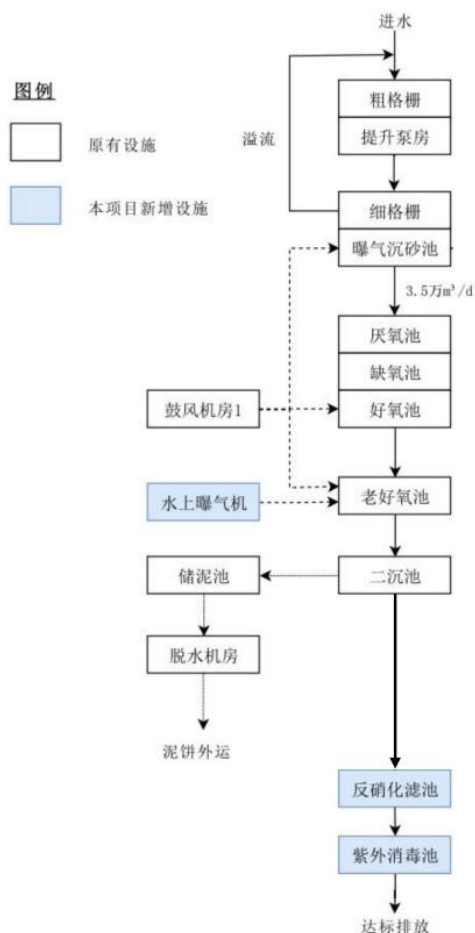 进水
图例
原有设施
本项目新增设施
溢流
粗格栅
提升泵房
细格栅
曝气沉砂池
3.5万m³/d
厌氧池
缺氧池
好氧池
鼓风机房1
水上曝气机
老好氧池
储泥池
二沉池
脱水机房
泥饼外运
反硝化滤池
紫外消毒池
达标排放